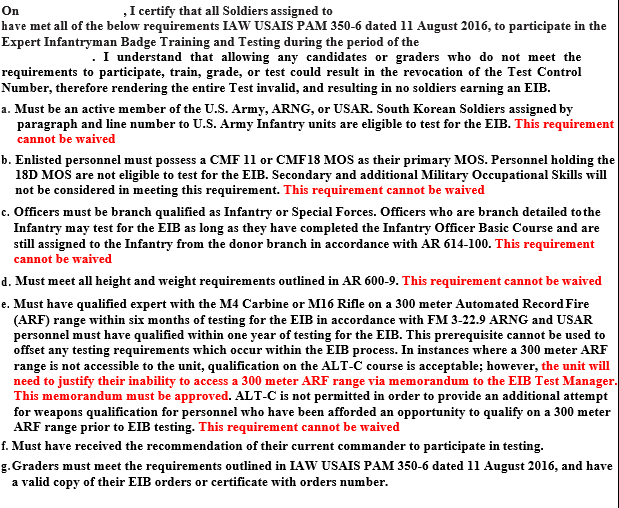 On , I certify that all Soldiers assigned to
have met all of the below requirements IAW USAIS PAM 350-6 dated 11 August 2016, to participate in the
Expert Infantryman Badge Training and Testing during the period of the
. I understand that allowing any candidates or graders who do not meet the
requirements to participate, train, grade, or test could result in the revocation of the Test Control
Number, therefore rendering the entire Test invalid, and resulting in no soldiers earning an EIB.
a. Must be an active member of the U.S. Army, ARNG, or USAR. South Korean Soldiers assigned by
paragraph and line number to U.S. Army Infantry units are eligible to test for the EIB. This requirement
cannot be waived
b. Enlisted personnel must possess a CMF 11 or CMF18 MOS as their primary MOS. Personnel holding the
18D MOS are not eligible to test for the EIB. Secondary and additional Military Occupational Skills will
not be considered in meeting this requirement. This requirement cannot be waived
c. Officers must be branch qualified as Infantry or Special Forces. Officers who are branch detailed to the
Infantry may test for the EIB as long as they have completed the Infantry Officer Basic Course and are
still assigned to the Infantry from the donor branch in accordance with AR 614-100. This requirement
cannot be waived
d. Must meet all height and weight requirements outlined in AR 600-9. This requirement cannot be waived
e. Must have qualified expert with the M4 Carbine or M16 Rifle on a 300 meter Automated Record Fire
(ARF) range within six months of testing for the EIB in accordance with FM 3-22.9 ARNG and USAR
personnel must have qualified within one year of testing for the EIB. This prerequisite cannot be used to
offset any testing requirements which occur within the EIB process. In instances where a 300 meter ARF
range is not accessible to the unit, qualification on the ALT-C course is acceptable; however, the unit will
need to justify their inability to access a 300 meter ARF range via memorandum to the EIB Test Manager.
This memorandum must be approved. ALT-C is not permitted in order to provide an additional attempt
for weapons qualification for personnel who have been afforded an opportunity to qualify on a 300 meter
ARF range prior to EIB testing. This requirement cannot be waived
f. Must have received the recommendation of their current commander to participate in testing.
g. Graders must meet the requirements outlined in IAW USAIS PAM 350-6 dated 11 August 2016, and have
a valid copy of their EIB orders or certificate with orders number.